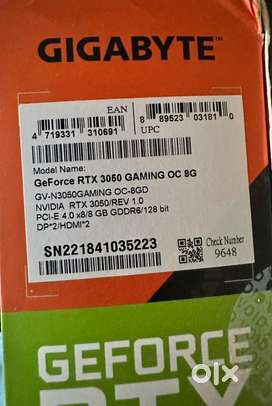 GIGABYTE™
EAN
4 719331 310691
8 89523 03181 0
UPC
Model Name:
GeForce RTX 3050 GAMING OC 8G
GV-N3050GAMING OC-8GD
NVIDIA RTX 3050/REV 1.0
PCI-E 4.0 x8/8 GB GDDR6/128 bit
DP*2/HDMI*2
SN221841035223
Check Number
9648
GEFORCE
RTX
olx